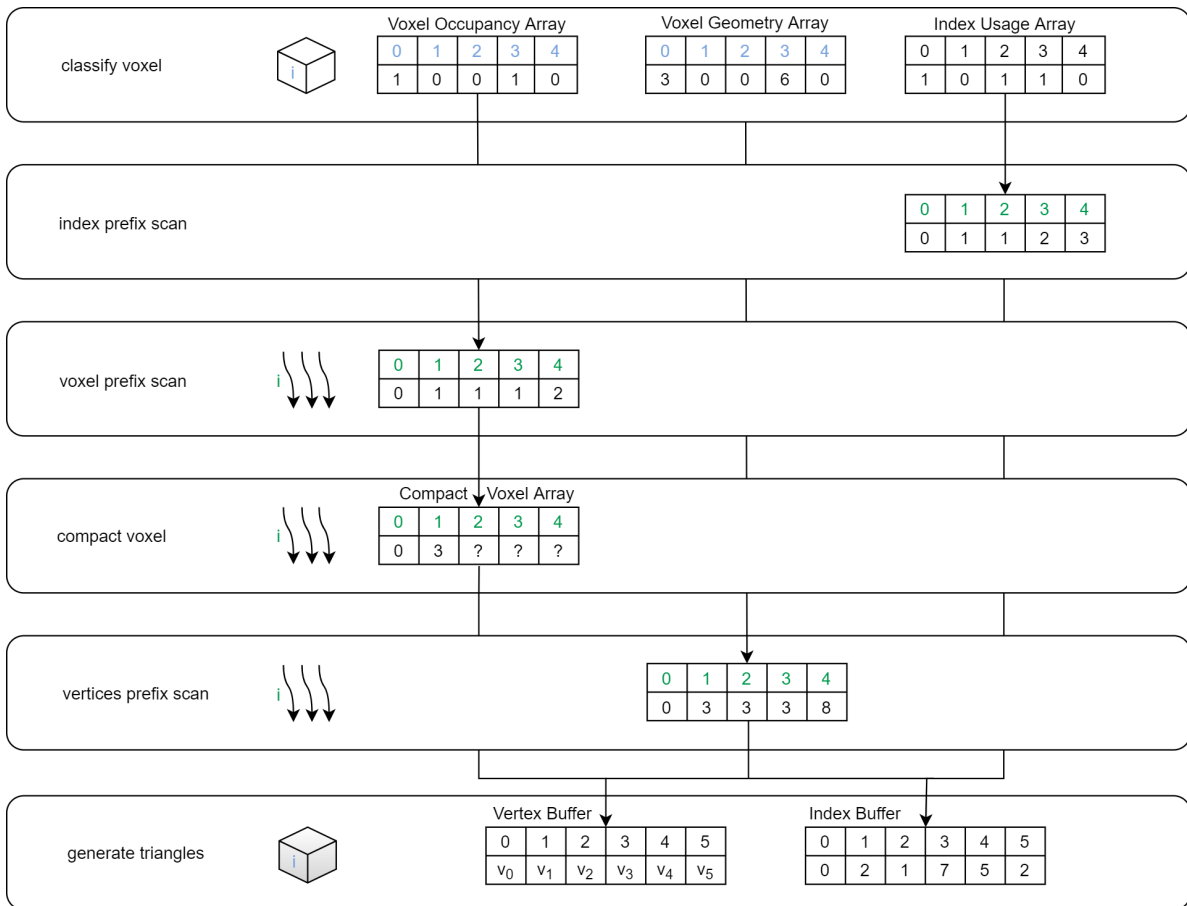 Voxel Occupancy Array Voxel Geometry Array Index Usage Array
0 1 2 3 4 0 1 2 3 4 0 1 2 3 4
classify voxel i
1 0 0 1 0 3 0 0 6 0 1 0 1 1 0
0 1 2 3 4
index prefix scan
0 1 1 2 3
0 1 2 3 4
voxel prefix scan i
0 1 1 1 2
Compact Voxel Array
0 1 2 3 4
compact voxel i
0 3 ? ? ?
0 1 2 3 4
vertices prefix scan i
0 3 3 3 8
Vertex Buffer Index Buffer
0 1 2 3 4 5 0 1 2 3 4 5
generate triangles i
v₀ v₁ v₂ v₃ v₄ v₅ 0 2 1 7 5 2